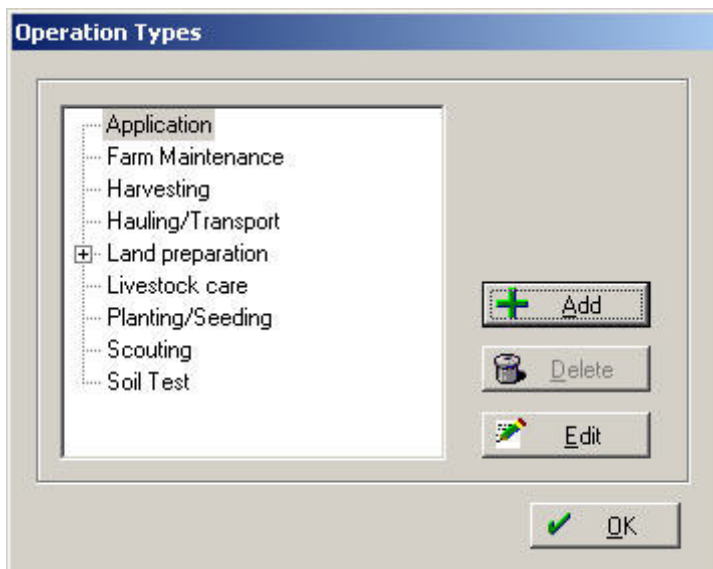 Operation Types
Application
Farm Maintenance
Harvesting
Hauling/Transport
Land preparation
Livestock care
Planting/Seeding
Scouting
Soil Test
Add
Delete
Edit
OK